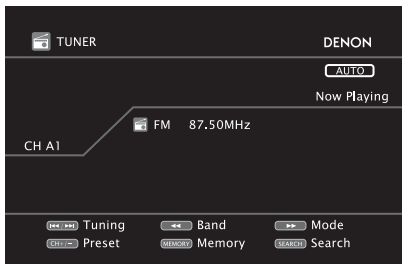 TUNER DENON
AUTO
Now Playing
FM 87.50MHz
CH A1
Tuning Band Mode
CH+/− Preset MEMORY Memory SEARCH Search